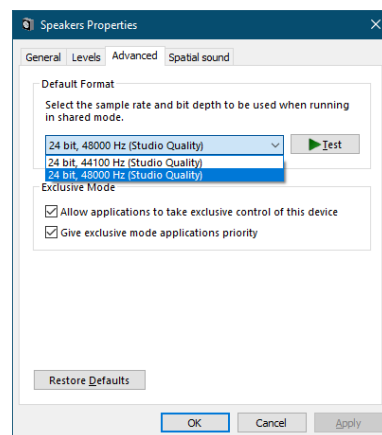 Speakers Properties
General Levels Advanced Spatial sound
Default Format
Select the sample rate and bit depth to be used when running
in shared mode.
24 bit, 48000 Hz (Studio Quality)
Test
24 bit, 44100 Hz (Studio Quality)
24 bit, 48000 Hz (Studio Quality)
Exclusive Mode
Allow applications to take exclusive control of this device
Give exclusive mode applications priority
Restore Defaults
OK Cancel Apply